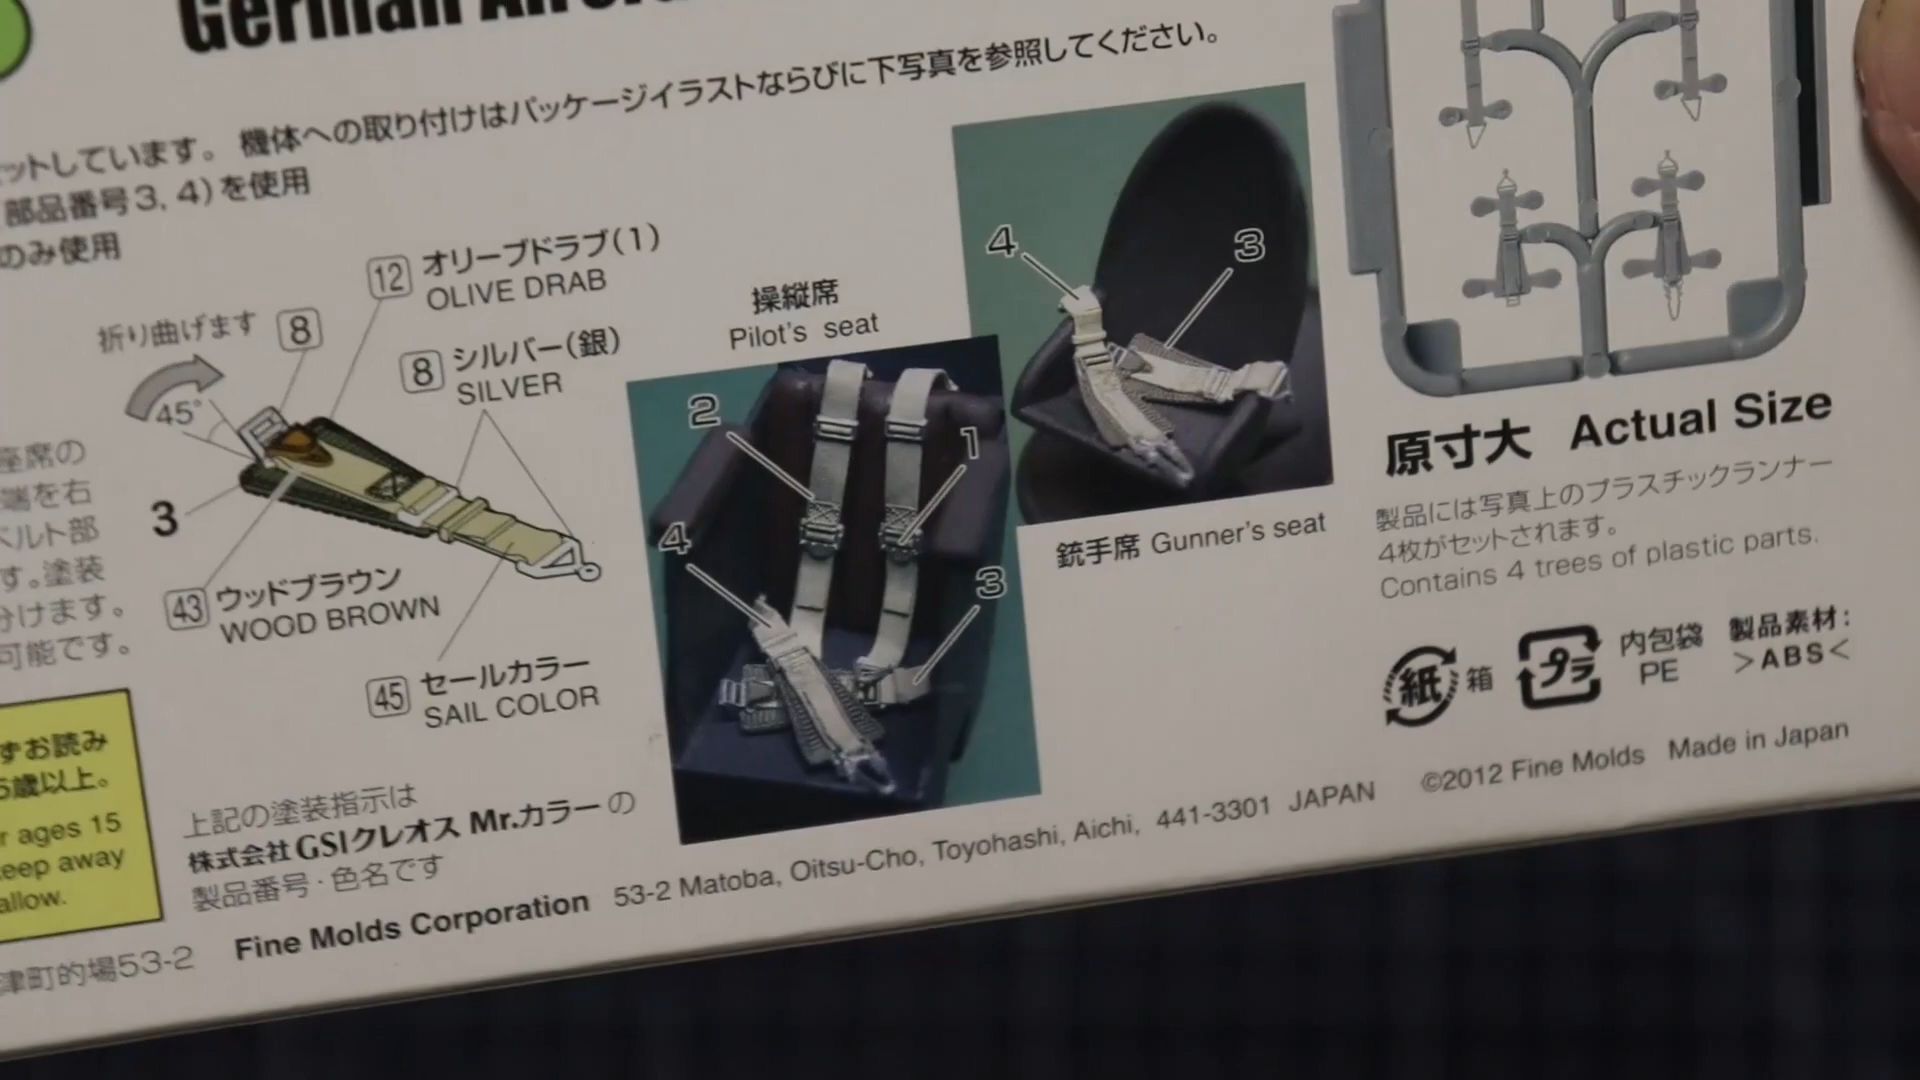 German
ットしています。機体への取り付けはパッケージイラストならびに下写真を参照してください。
部品番号3, 4)を使用
のみ使用
12 オリーブドラブ(1)
OLIVE DRAB
折り曲げます
8
8 シルバー(銀)
SILVER
45°
3
43 ウッドブラウン
WOOD BROWN
45 セールカラー
SAIL COLOR
座席の
端を右
ベルト部
す。塗装
分けます。
可能です。
操縦席
Pilot's seat
2
1
4
3
4
3
銃手席 Gunner's seat
原寸大 Actual Size
製品には写真上のプラスチックランナー
4枚がセットされます。
Contains 4 trees of plastic parts.
紙 箱
プラ 内包袋
PE
製品素材:
>ABS<
ずお読み
5歳以上。
r ages 15
eep away
allow.
上記の塗装指示は
株式会社GSIクレオス Mr.カラーの
製品番号・色名です
©2012 Fine Molds Made in Japan
津町的場53-2 Fine Molds Corporation 53-2 Matoba, Oitsu-Cho, Toyohashi, Aichi, 441-3301 JAPAN